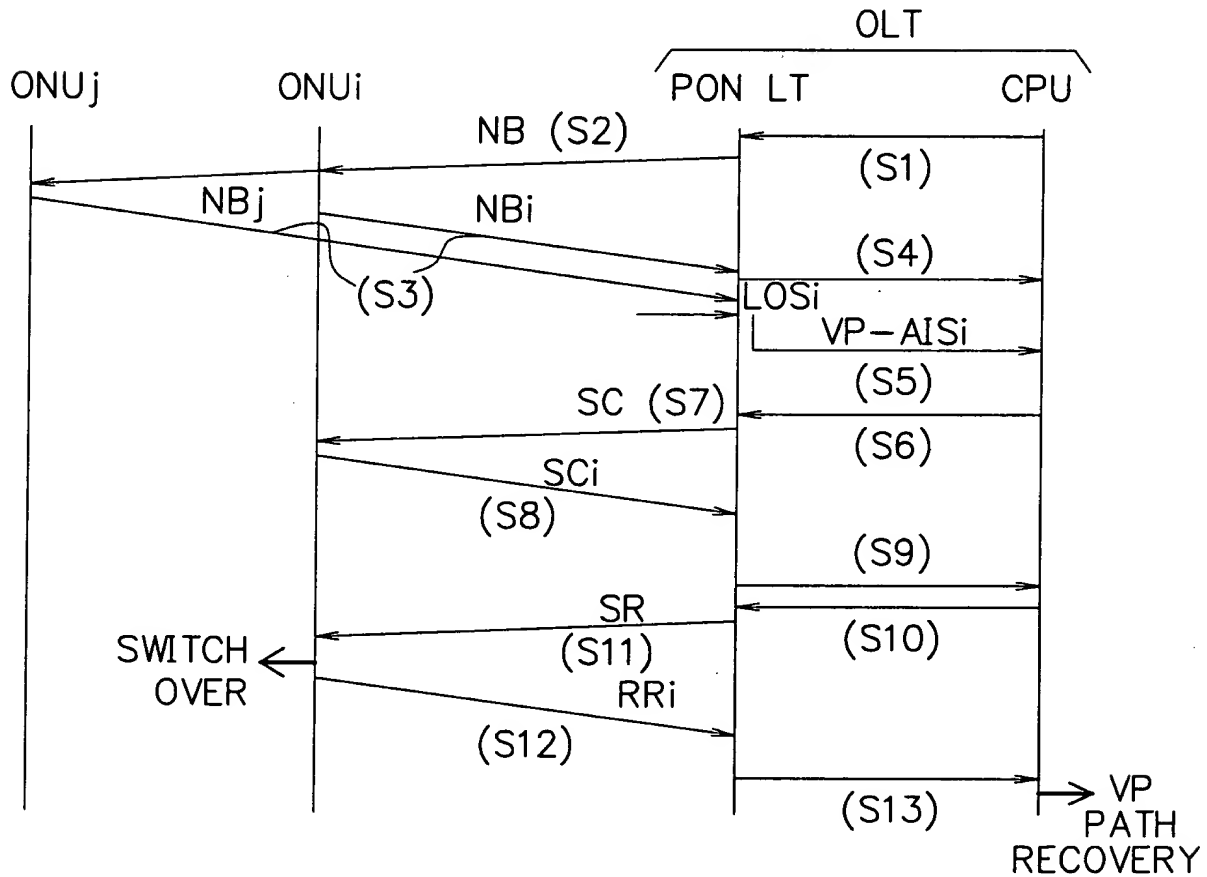 OLT
ONUj ONUi PON LT CPU
NB (S2)
(S1)
NBj NBi
(S4)
(S3)
LOSi
VP-AISi
(S5)
SC (S7)
(S6)
SCi
(S8)
(S9)
SR
(S11)
(S10)
SWITCH
OVER
RRi
(S12)
(S13)
VP
PATH
RECOVERY